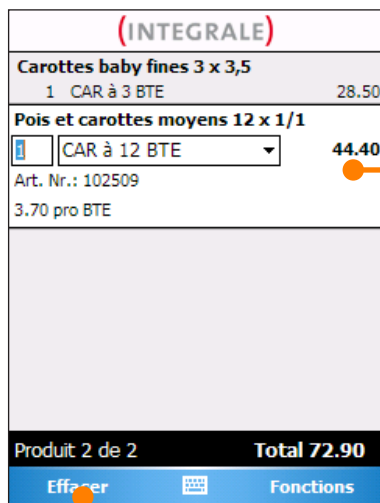 (INTEGRALE)
Carottes baby fines 3 x 3,5
1 CAR à 3 BTE 28.50
Pois et carottes moyens 12 x 1/1
1 CAR à 12 BTE 44.40
Art. Nr.: 102509
3.70 pro BTE
Produit 2 de 2 Total 72.90
Effacer Fonctions